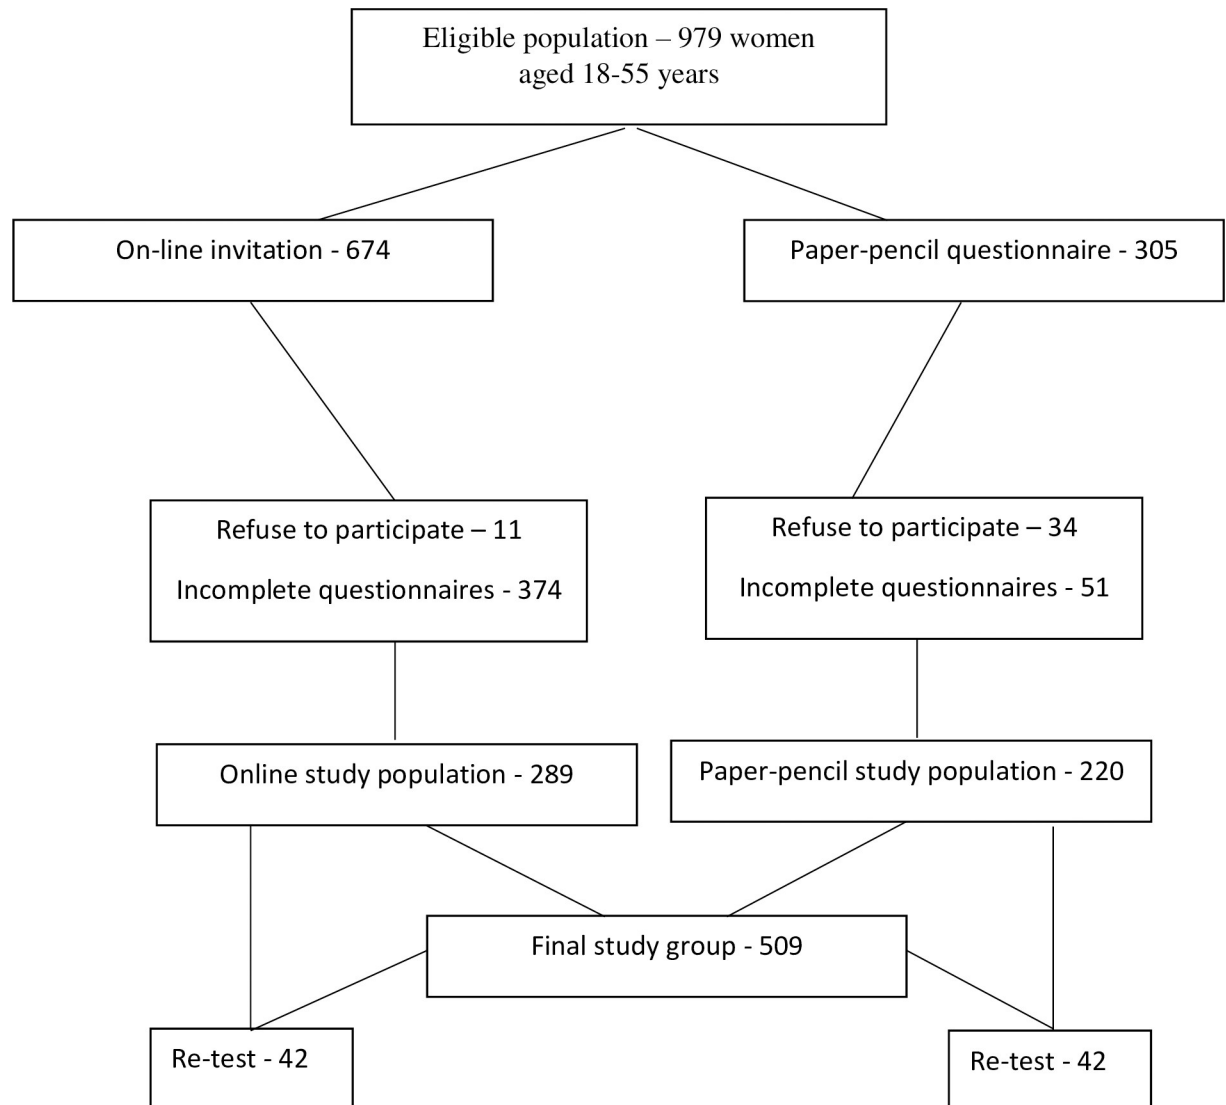 Eligible population – 979 women
aged 18-55 years
On-line invitation - 674
Paper-pencil questionnaire - 305
Refuse to participate – 11
Incomplete questionnaires - 374
Refuse to participate – 34
Incomplete questionnaires - 51
Online study population - 289
Paper-pencil study population - 220
Final study group - 509
Re-test - 42
Re-test - 42